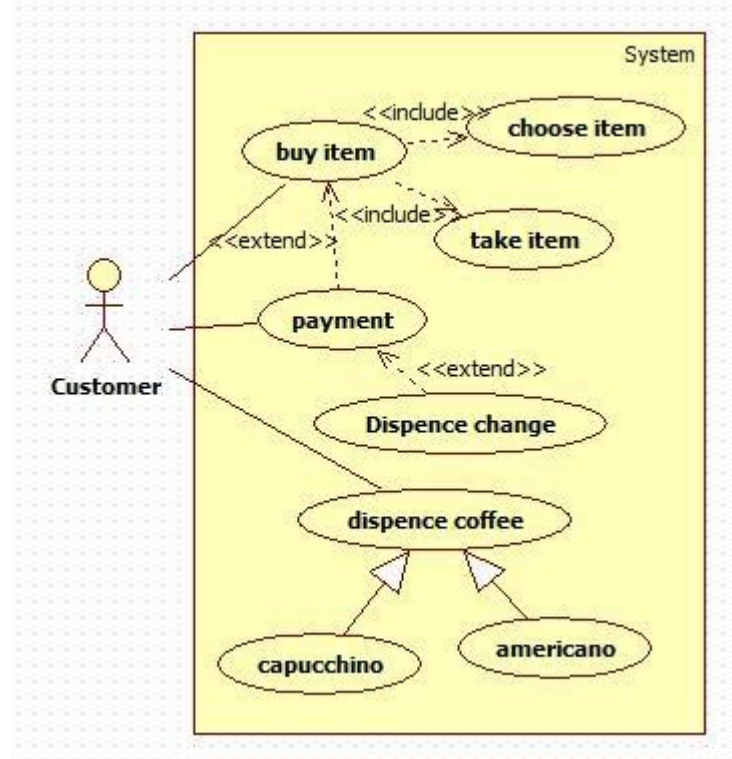 System
<<include>>
choose item
buy item
<<include>>
<<extend>>
take item
payment
<<extend>>
Customer
Dispence change
dispence coffee
capucchino
americano